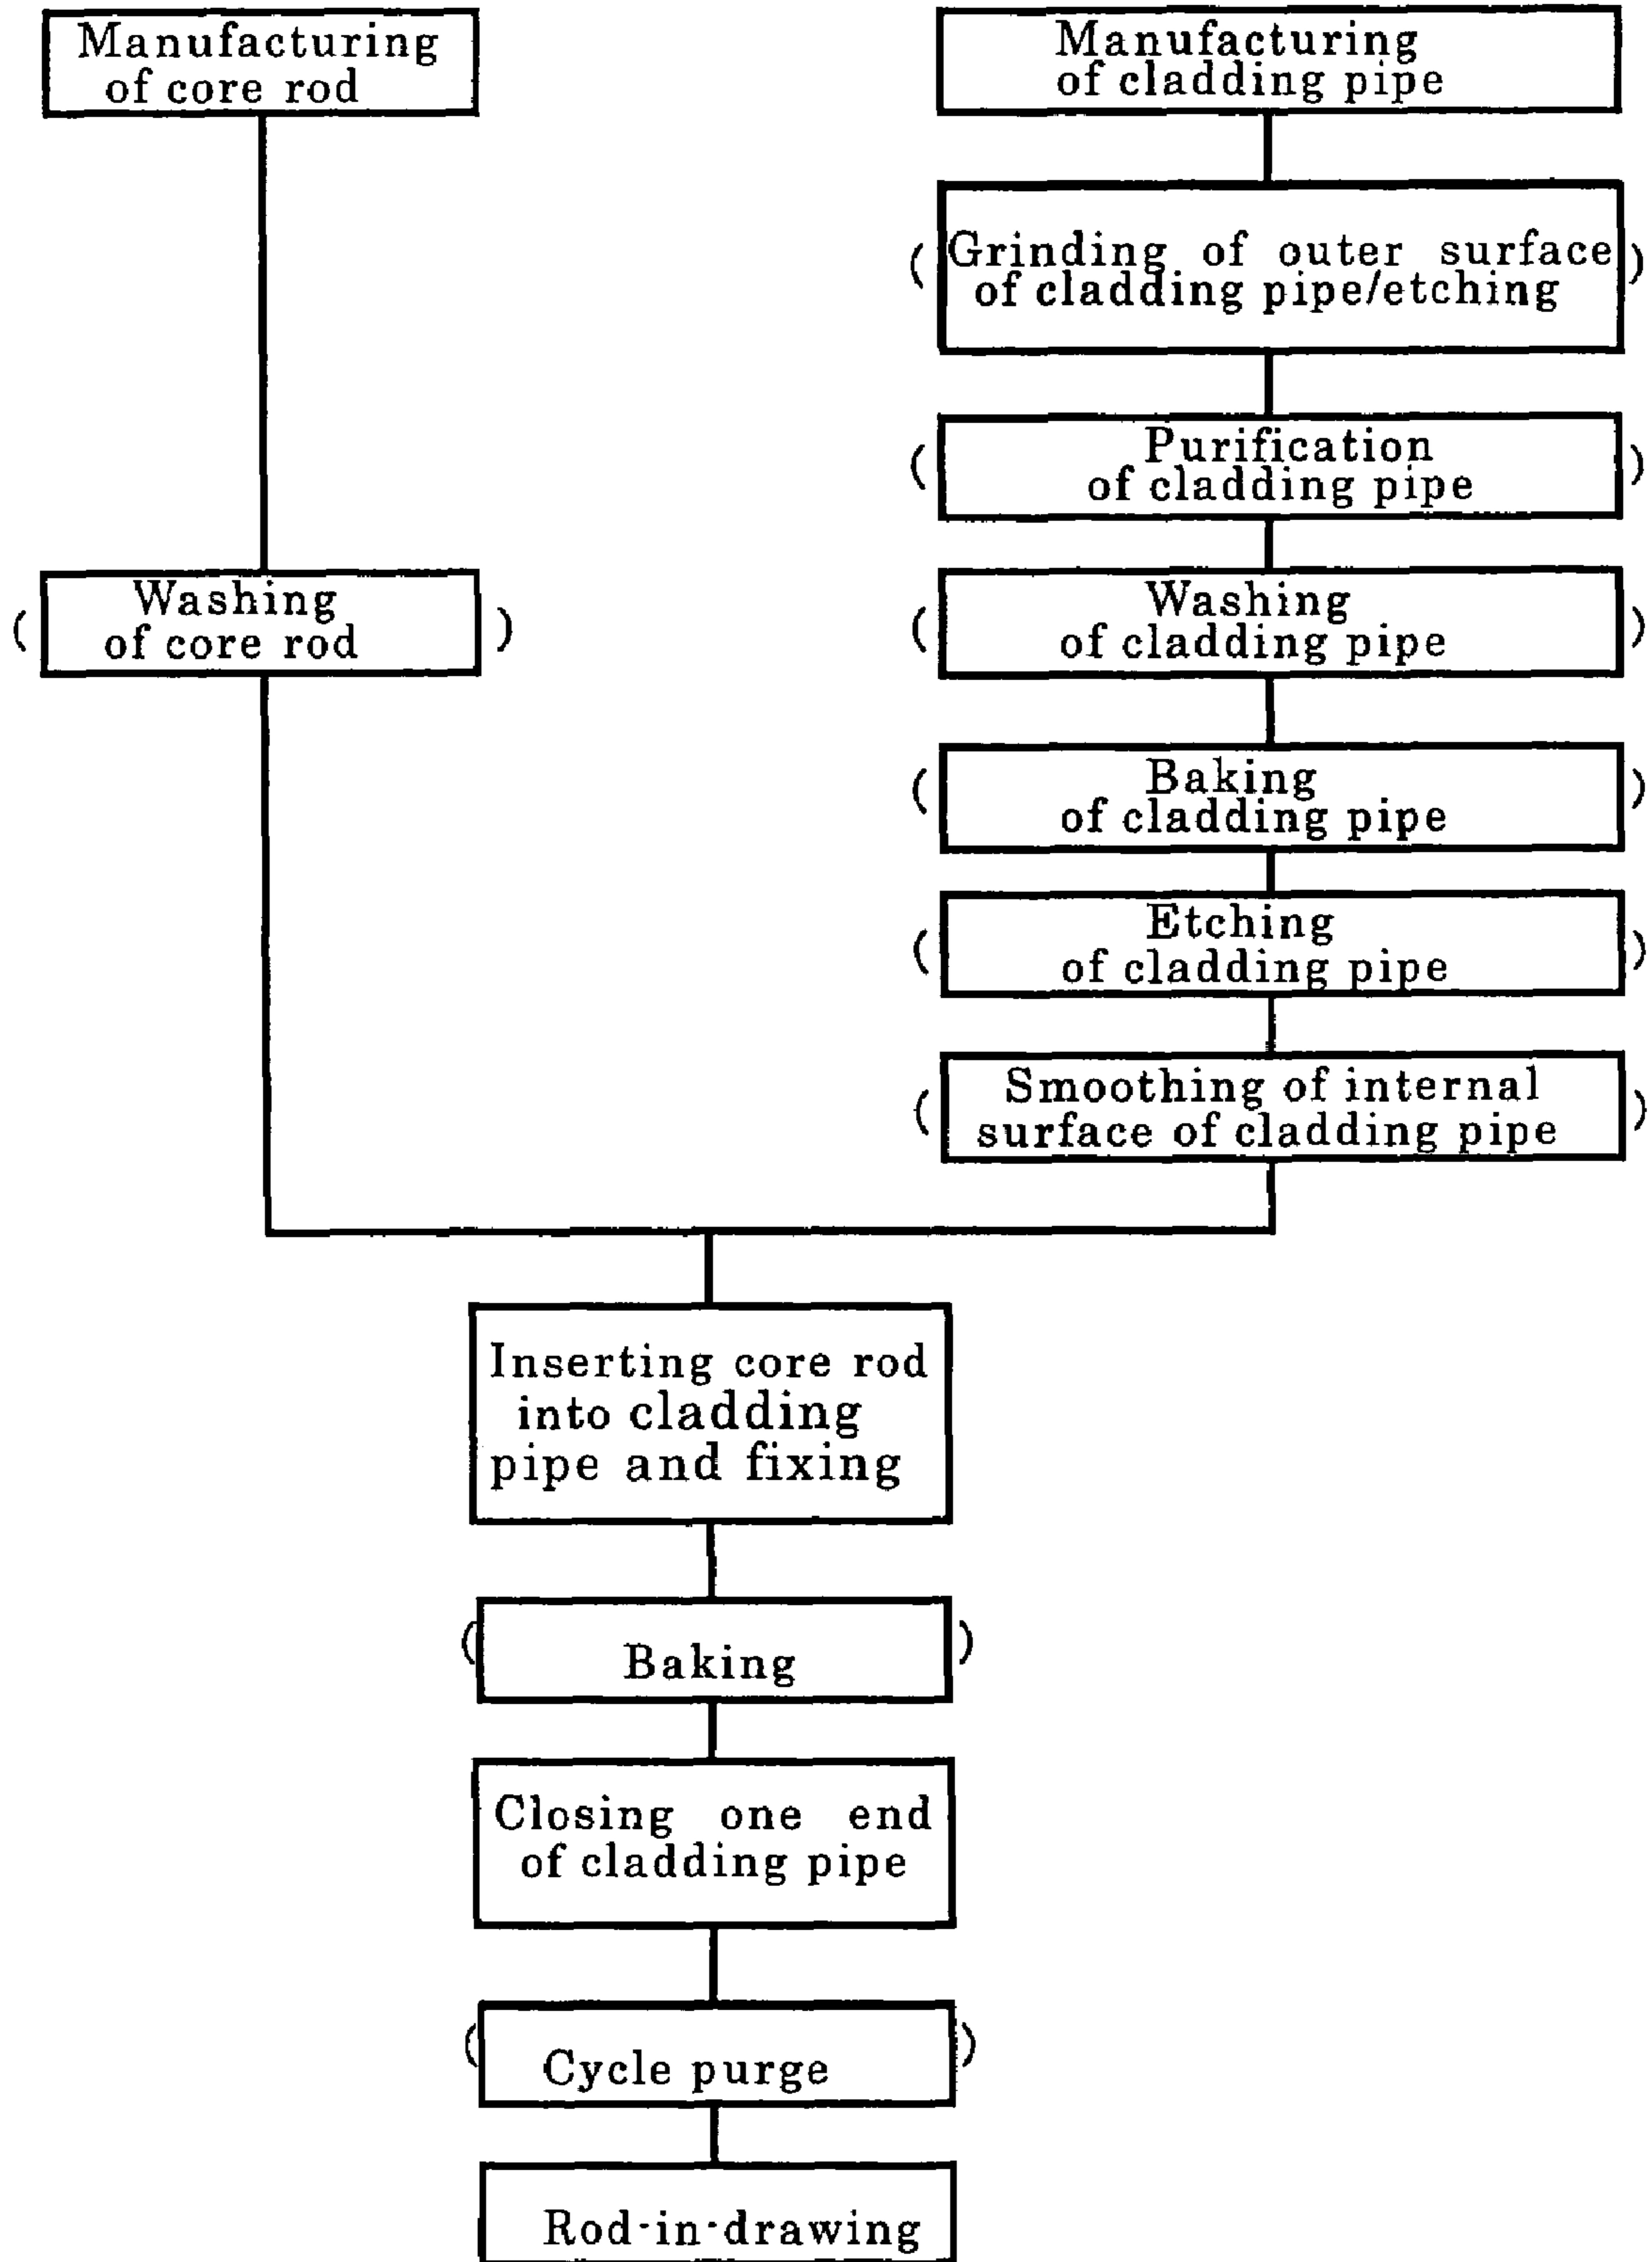 Manufacturing
of core rod
Manufacturing
of cladding pipe
( Grinding of outer surface )
of cladding pipe/etching
( Purification )
of cladding pipe
( Washing )
of core rod
( Washing )
of cladding pipe
( Baking )
of cladding pipe
( Etching )
of cladding pipe
( Smoothing of internal )
surface of cladding pipe
Inserting core rod
into cladding
pipe and fixing
( Baking )
Closing one end
of cladding pipe
( Cycle purge )
Rod-in-drawing